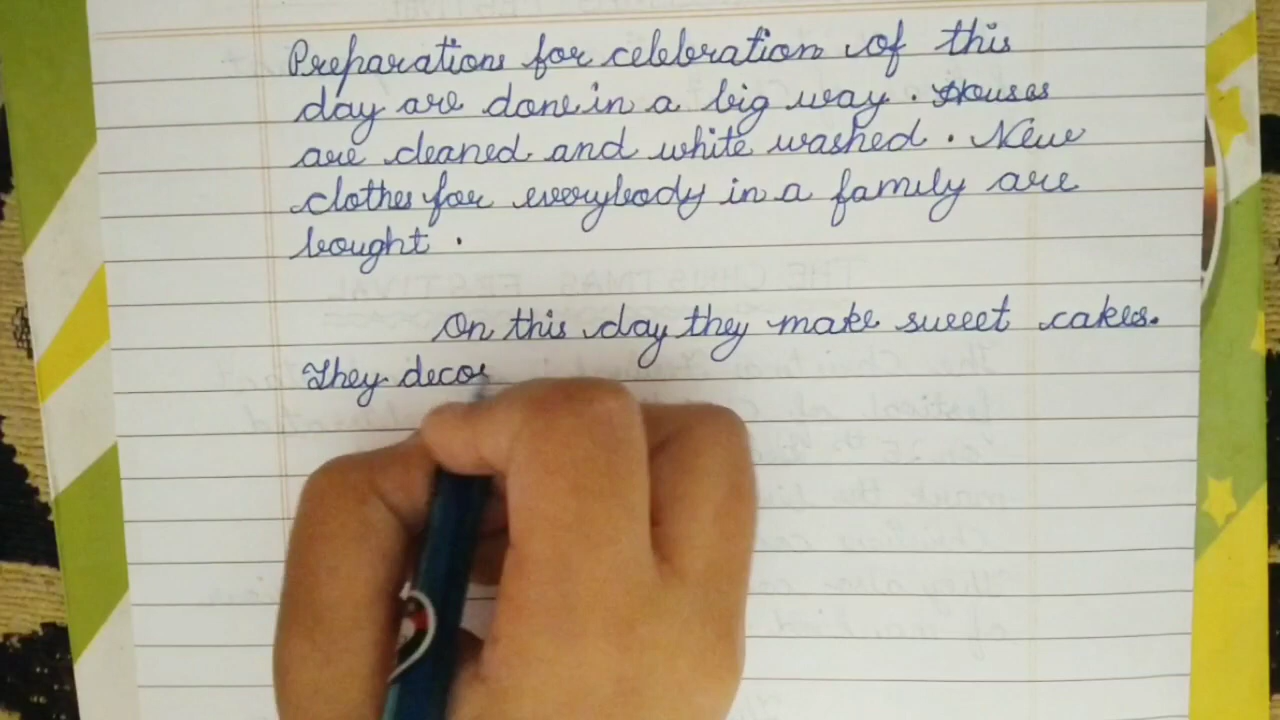 Preparations for celebration of this
day are done in a big way. Houses
are cleaned and white washed. New
clothes for everybody in a family are
bought.
On this day they make sweet cakes.
They decor